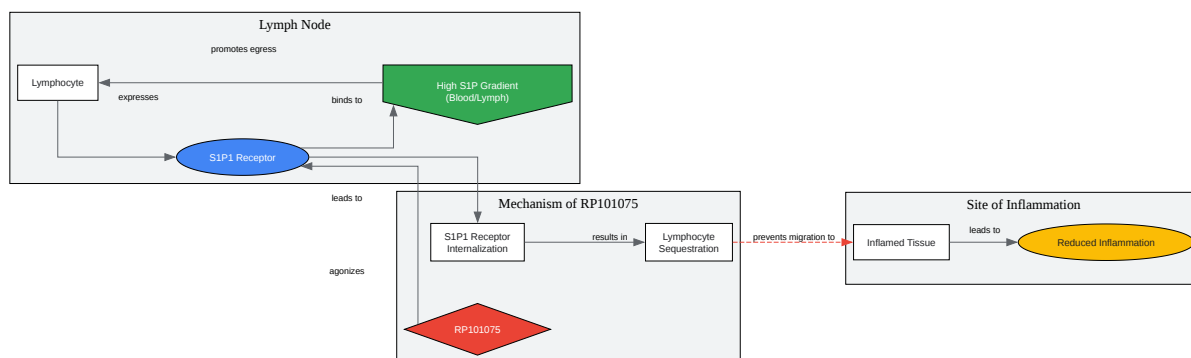 Lymph Node
promotes egress
Lymphocyte
High S1P Gradient
(Blood/Lymph)
expresses
binds to
S1P1 Receptor
leads to
Mechanism of RP101075
S1P1 Receptor
Internalization
results in
Lymphocyte
Sequestration
prevents migration to
Site of Inflammation
Inflamed Tissue
leads to
Reduced Inflammation
agonizes
RP101075